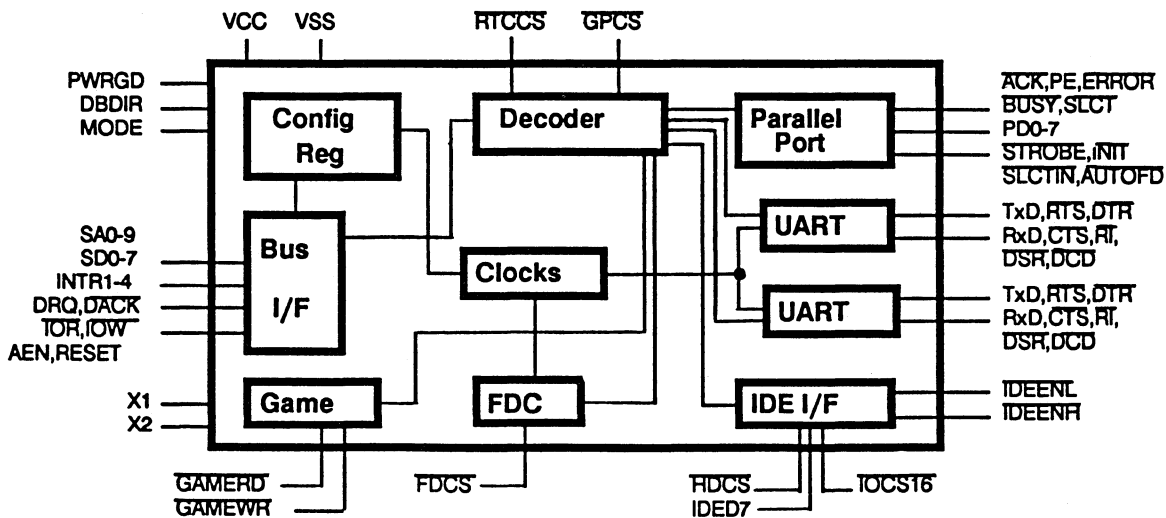 VCC VSS RTCCS GPCS
PWRGD
DBDIR
MODE
Config
Reg
Decoder
Parallel
Port
ACK,PE,ERROR
BUSY,SLCT
PD0-7
STROBE,INIT
SLCTIN,AUTOFD
SA0-9
SD0-7
INTR1-4
DRQ,DACK
IOR,IOW
AEN,RESET
Bus
I/F
Clocks
UART
TxD,RTS,DTR
RxD,CTS,RI,
DSR,DCD
UART
TxD,RTS,DTR
RxD,CTS,RI,
DSR,DCD
X1
X2
Game
FDC
IDE I/F
IDEENL
IDEENH
GAMERD
GAMEWR
FDCS
HDCS
IDED7
IOCS16